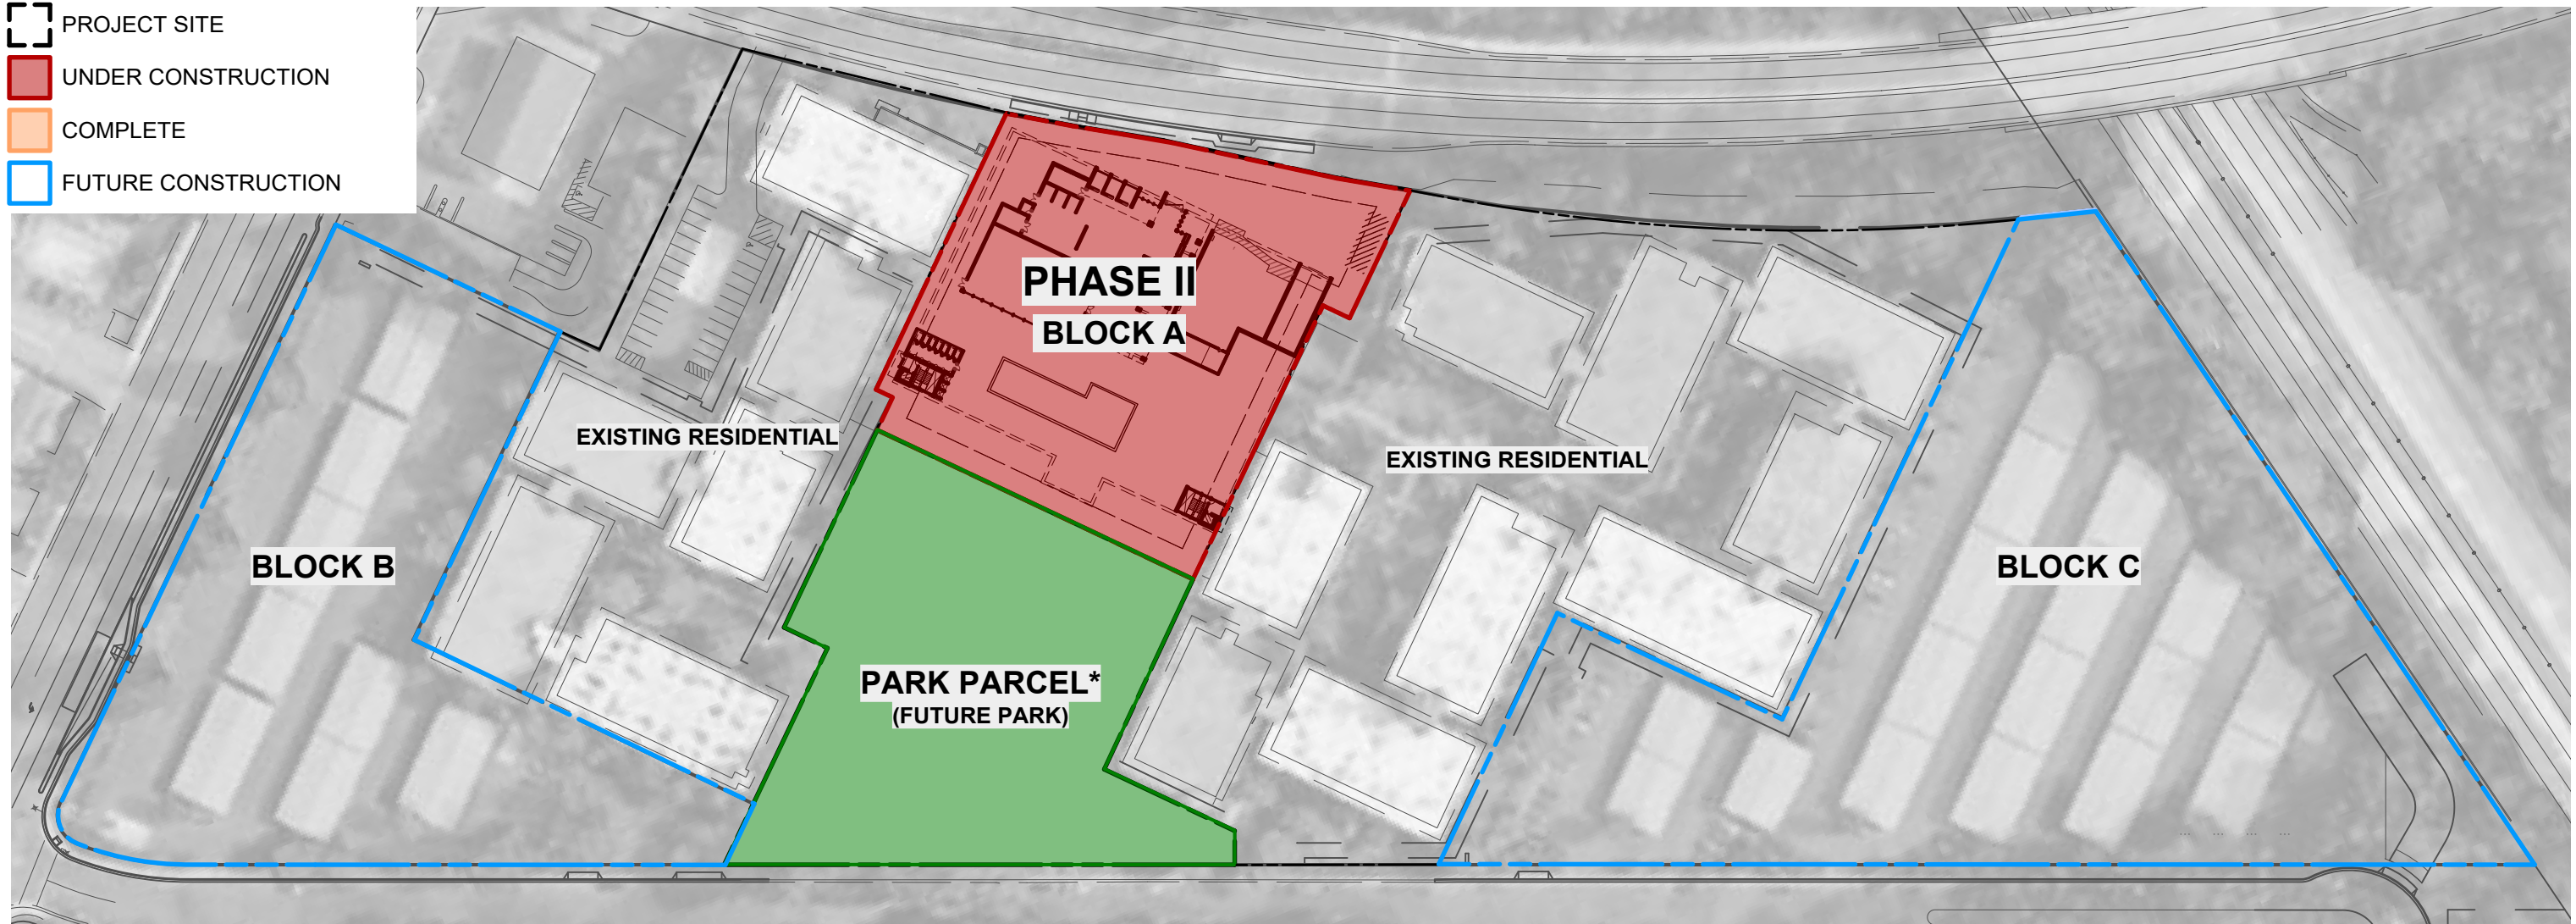 PROJECT SITE
UNDER CONSTRUCTION
COMPLETE
FUTURE CONSTRUCTION
PHASE II
BLOCK A
EXISTING RESIDENTIAL
EXISTING RESIDENTIAL
BLOCK B
BLOCK C
PARK PARCEL*
(FUTURE PARK)